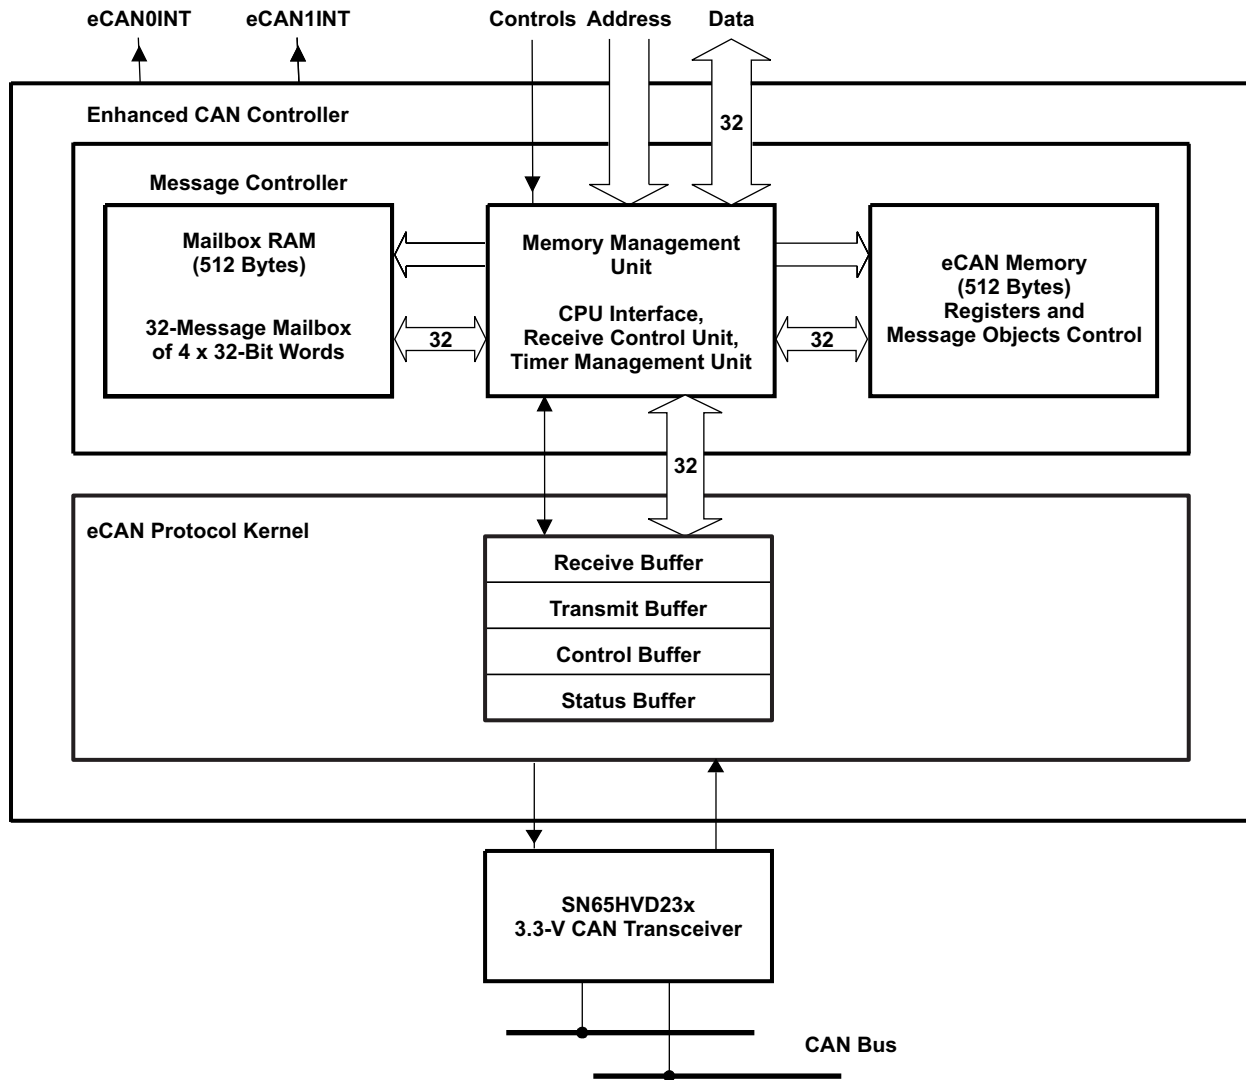 eCAN0INT
eCAN1INT
Controls
Address
Data
32
Enhanced CAN Controller
Message Controller
Mailbox RAM
(512 Bytes)
32-Message Mailbox
of 4 x 32-Bit Words
32
Memory Management
Unit
CPU Interface,
Receive Control Unit,
Timer Management Unit
32
eCAN Memory
(512 Bytes)
Registers and
Message Objects Control
32
eCAN Protocol Kernel
Receive Buffer
Transmit Buffer
Control Buffer
Status Buffer
SN65HVD23x
3.3-V CAN Transceiver
CAN Bus